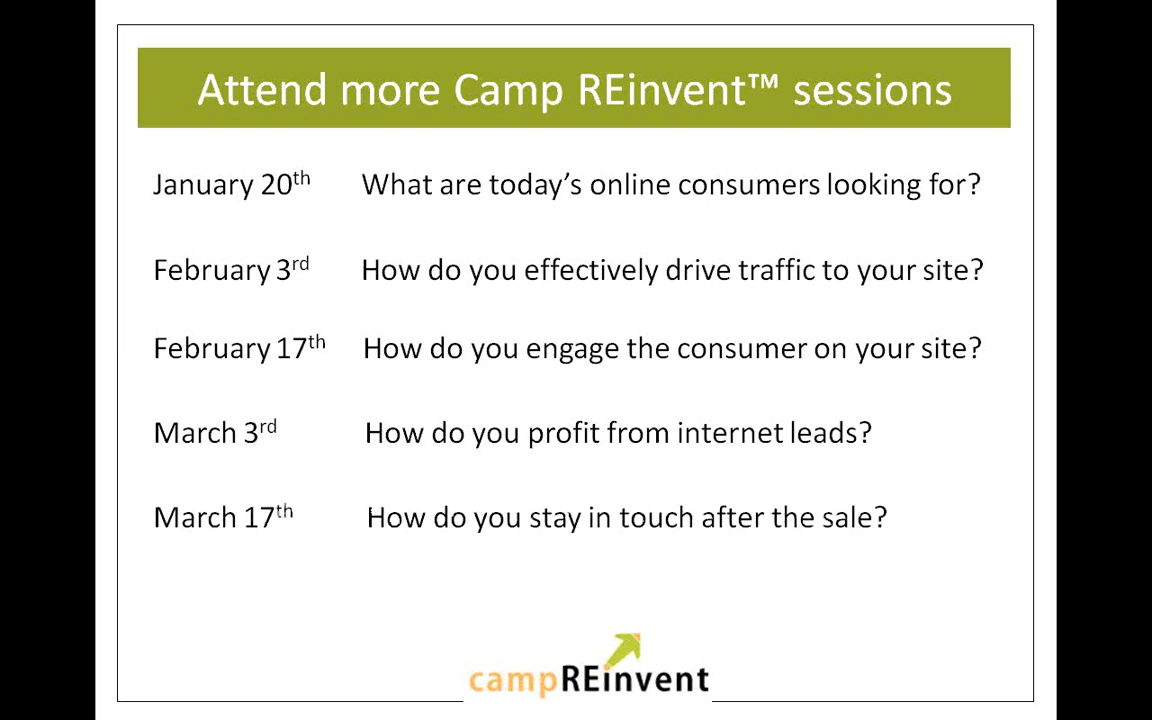 Attend more Camp REinvent™ sessions
January 20th What are today's online consumers looking for?
February 3rd How do you effectively drive traffic to your site?
February 17th How do you engage the consumer on your site?
March 3rd How do you profit from internet leads?
March 17th How do you stay in touch after the sale?
campREinvent